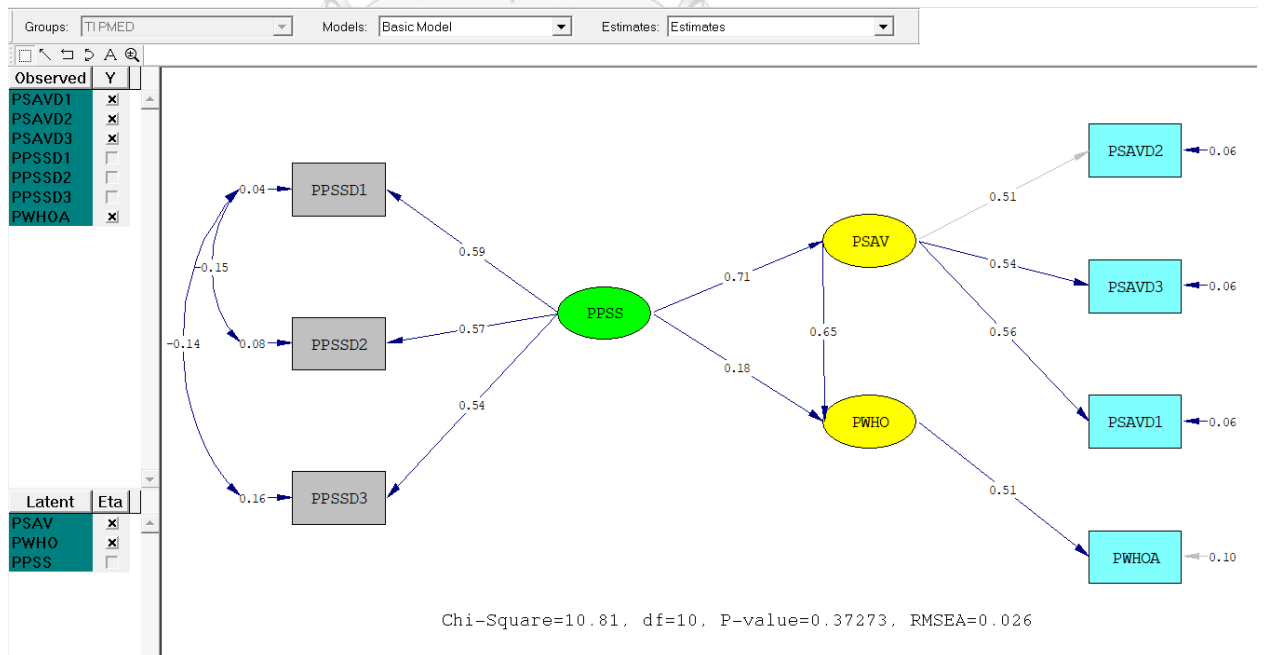 Groups: TI PMED Models: Basic Model Estimates: Estimates
A
Observed Y
PSAVD1
PSAVD2
PSAVD3
PPSSD1
PPSSD2
PPSSD3
PWHOA
Latent Eta
PSAV
PWHO
PPSS
0.04 PPSSD1
-0.15
-0.14
0.08 PPSSD2
0.16 PPSSD3
0.59
0.57
0.54
PPSS
0.71
0.18
PSAV
0.65
PWHO
0.51
0.54
0.56
0.51
PSAVD2 0.06
PSAVD3 0.06
PSAVD1 0.06
PWHOA 0.10
Chi-Square=10.81, df=10, P-value=0.37273, RMSEA=0.026